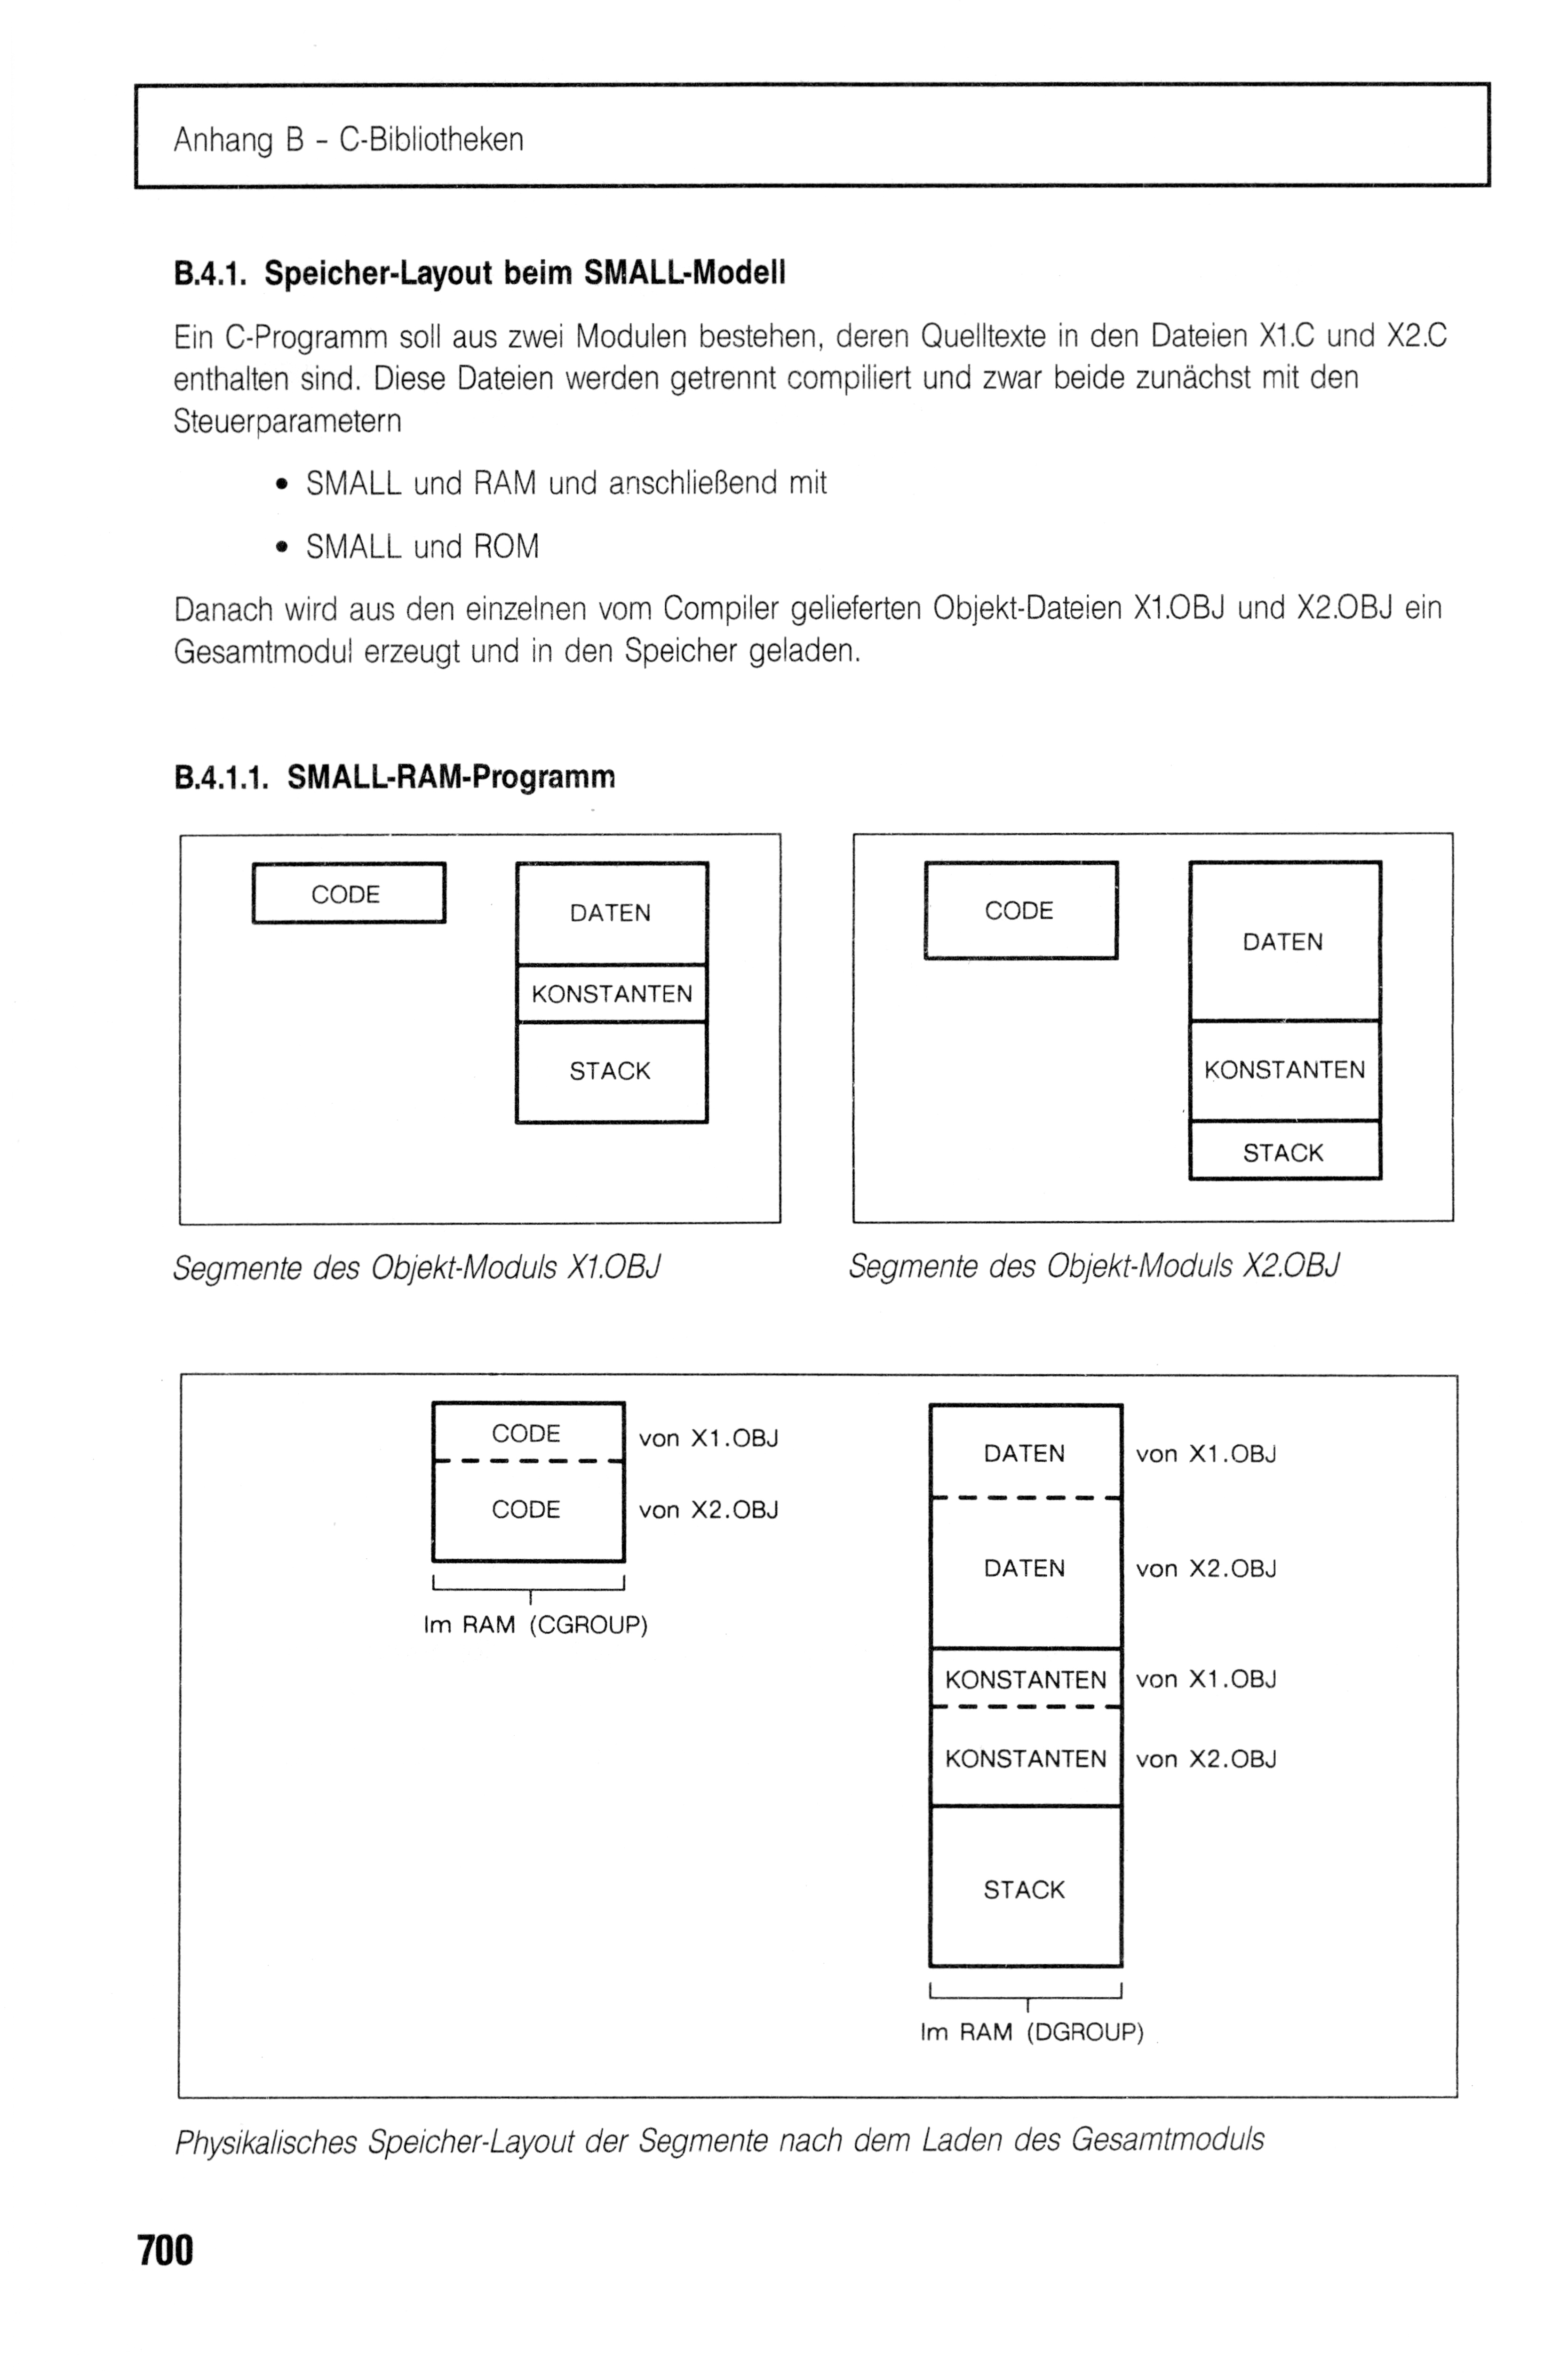 Anhang B - C-Bibliotheken
B.4.1. Speicher-Layout beim SMALL-Modell
Ein C-Programm soll aus zwei Modulen bestehen, deren Quelltexte in den Dateien X1.C und X2.C
enthalten sind. Diese Dateien werden getrennt compiliert und zwar beide zunächst mit den
Steuerparametern
• SMALL und RAM und anschließend mit
• SMALL und ROM
Danach wird aus den einzelnen vom Compiler gelieferten Objekt-Dateien X1.OBJ und X2.OBJ ein
Gesamtmodul erzeugt und in den Speicher geladen.
B.4.1.1. SMALL-RAM-Programm
CODE
DATEN
KONSTANTEN
STACK
Segmente des Objekt-Moduls X1.OBJ
CODE
DATEN
KONSTANTEN
STACK
Segmente des Objekt-Moduls X2.OBJ
CODE von X1.OBJ
CODE von X2.OBJ
Im RAM (CGROUP)
DATEN von X1.OBJ
DATEN von X2.OBJ
KONSTANTEN von X1.OBJ
KONSTANTEN von X2.OBJ
STACK
Im RAM (DGROUP)
Physikalisches Speicher-Layout der Segmente nach dem Laden des Gesamtmoduls
700